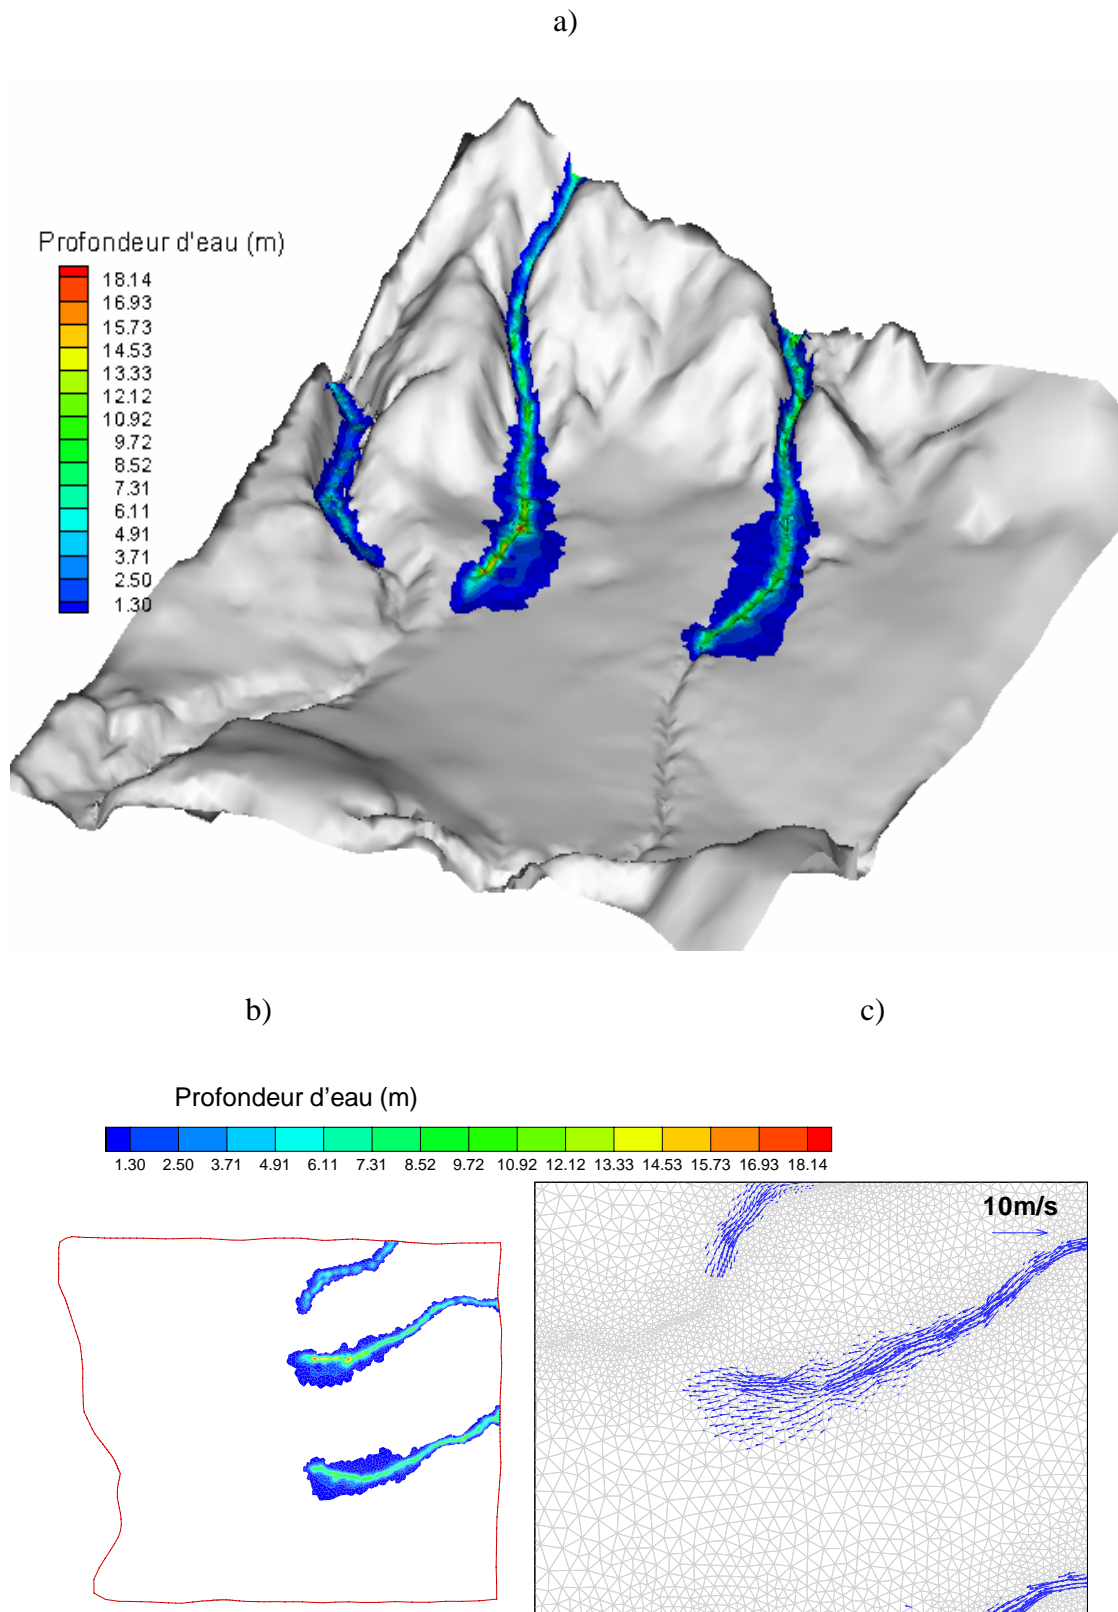 a)
Profondeur d'eau (m)
18.14
16.93
15.73
14.53
13.33
12.12
10.92
9.72
8.52
7.31
6.11
4.91
3.71
2.50
1.30
b)
c)
Profondeur d'eau (m)
1.30 2.50 3.71 4.91 6.11 7.31 8.52 9.72 10.92 12.12 13.33 14.53 15.73 16.93 18.14
10m/s